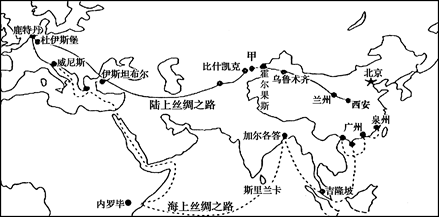 鹿特丹
杜伊斯堡
威尼斯
伊斯坦布尔
比什凯克
甲
霍尔果斯
乌鲁木齐
北京
兰州
西安
陆上丝绸之路
加尔各答
广州
泉州
内罗毕
海上丝绸之路
斯里兰卡
吉隆坡